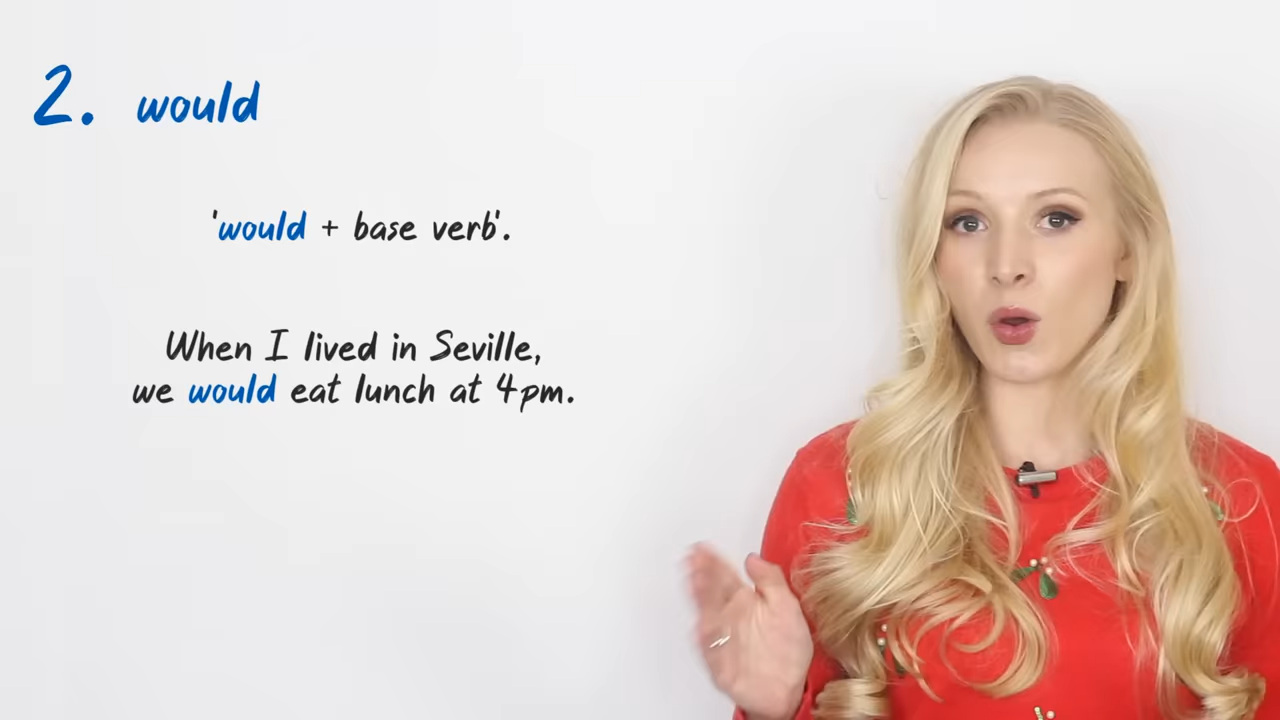 2. would
'would + base verb'.
When I lived in Seville,
we would eat lunch at 4pm.